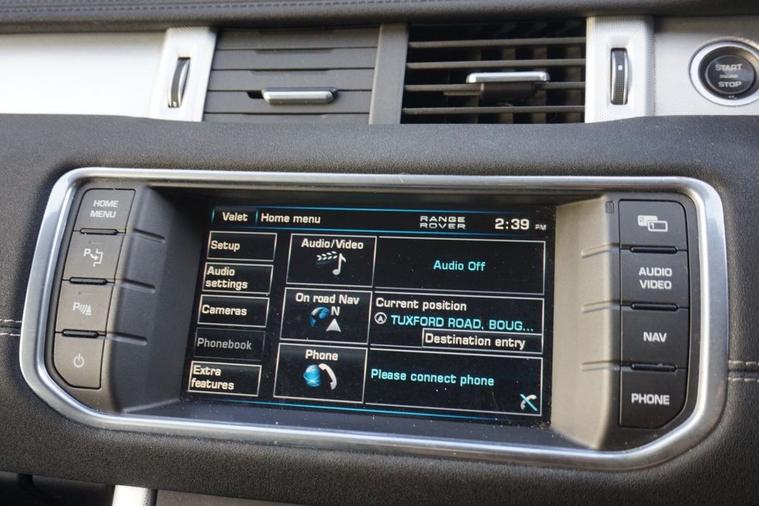 START
STOP
HOME
MENU
Valet
Home menu
RANGE
ROVER
2:39 PM
Setup
Audio/Video
Audio Off
AUDIO
VIDEO
Audio
settings
On road Nav
N
Current position
A TUXFORD ROAD, BOUG...
Destination entry
Cameras
Phonebook
NAV
Phone
Please connect phone
Extra
features
PHONE
P
P